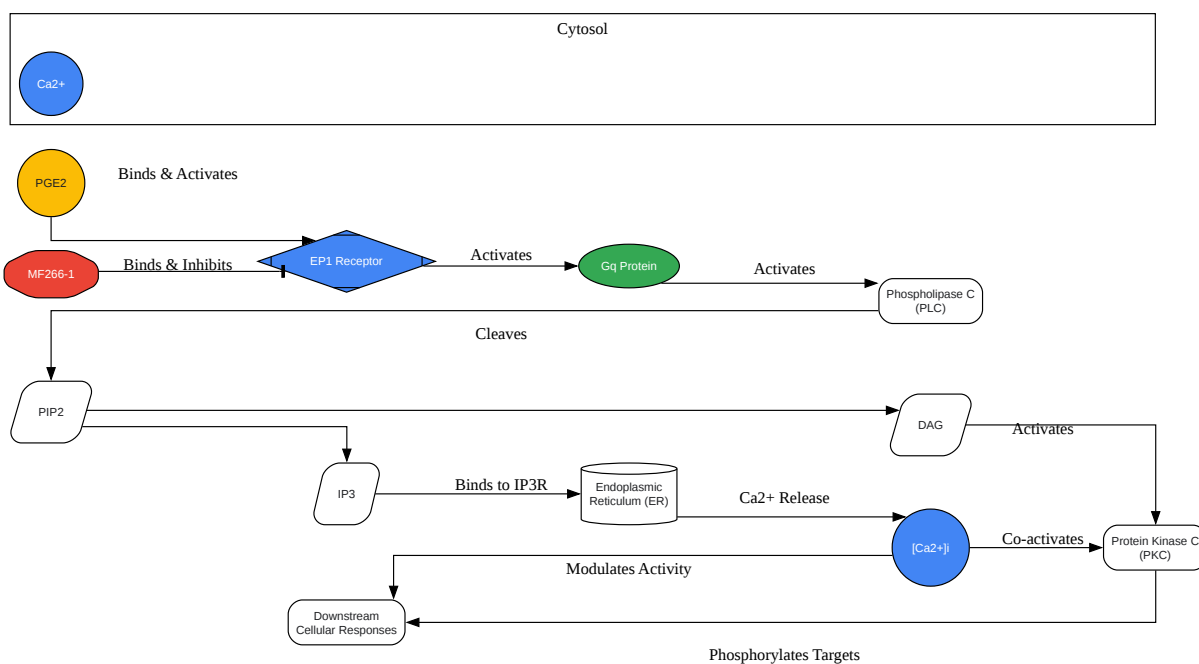 Cytosol
Ca2+
PGE2
Binds & Activates
MF266-1
Binds & Inhibits
EP1 Receptor
Activates
Gq Protein
Activates
Phospholipase C
(PLC)
Cleaves
PIP2
DAG
Activates
IP3
Binds to IP3R
Endoplasmic
Reticulum (ER)
Ca2+ Release
[Ca2+]i
Co-activates
Protein Kinase C
(PKC)
Modulates Activity
Downstream
Cellular Responses
Phosphorylates Targets